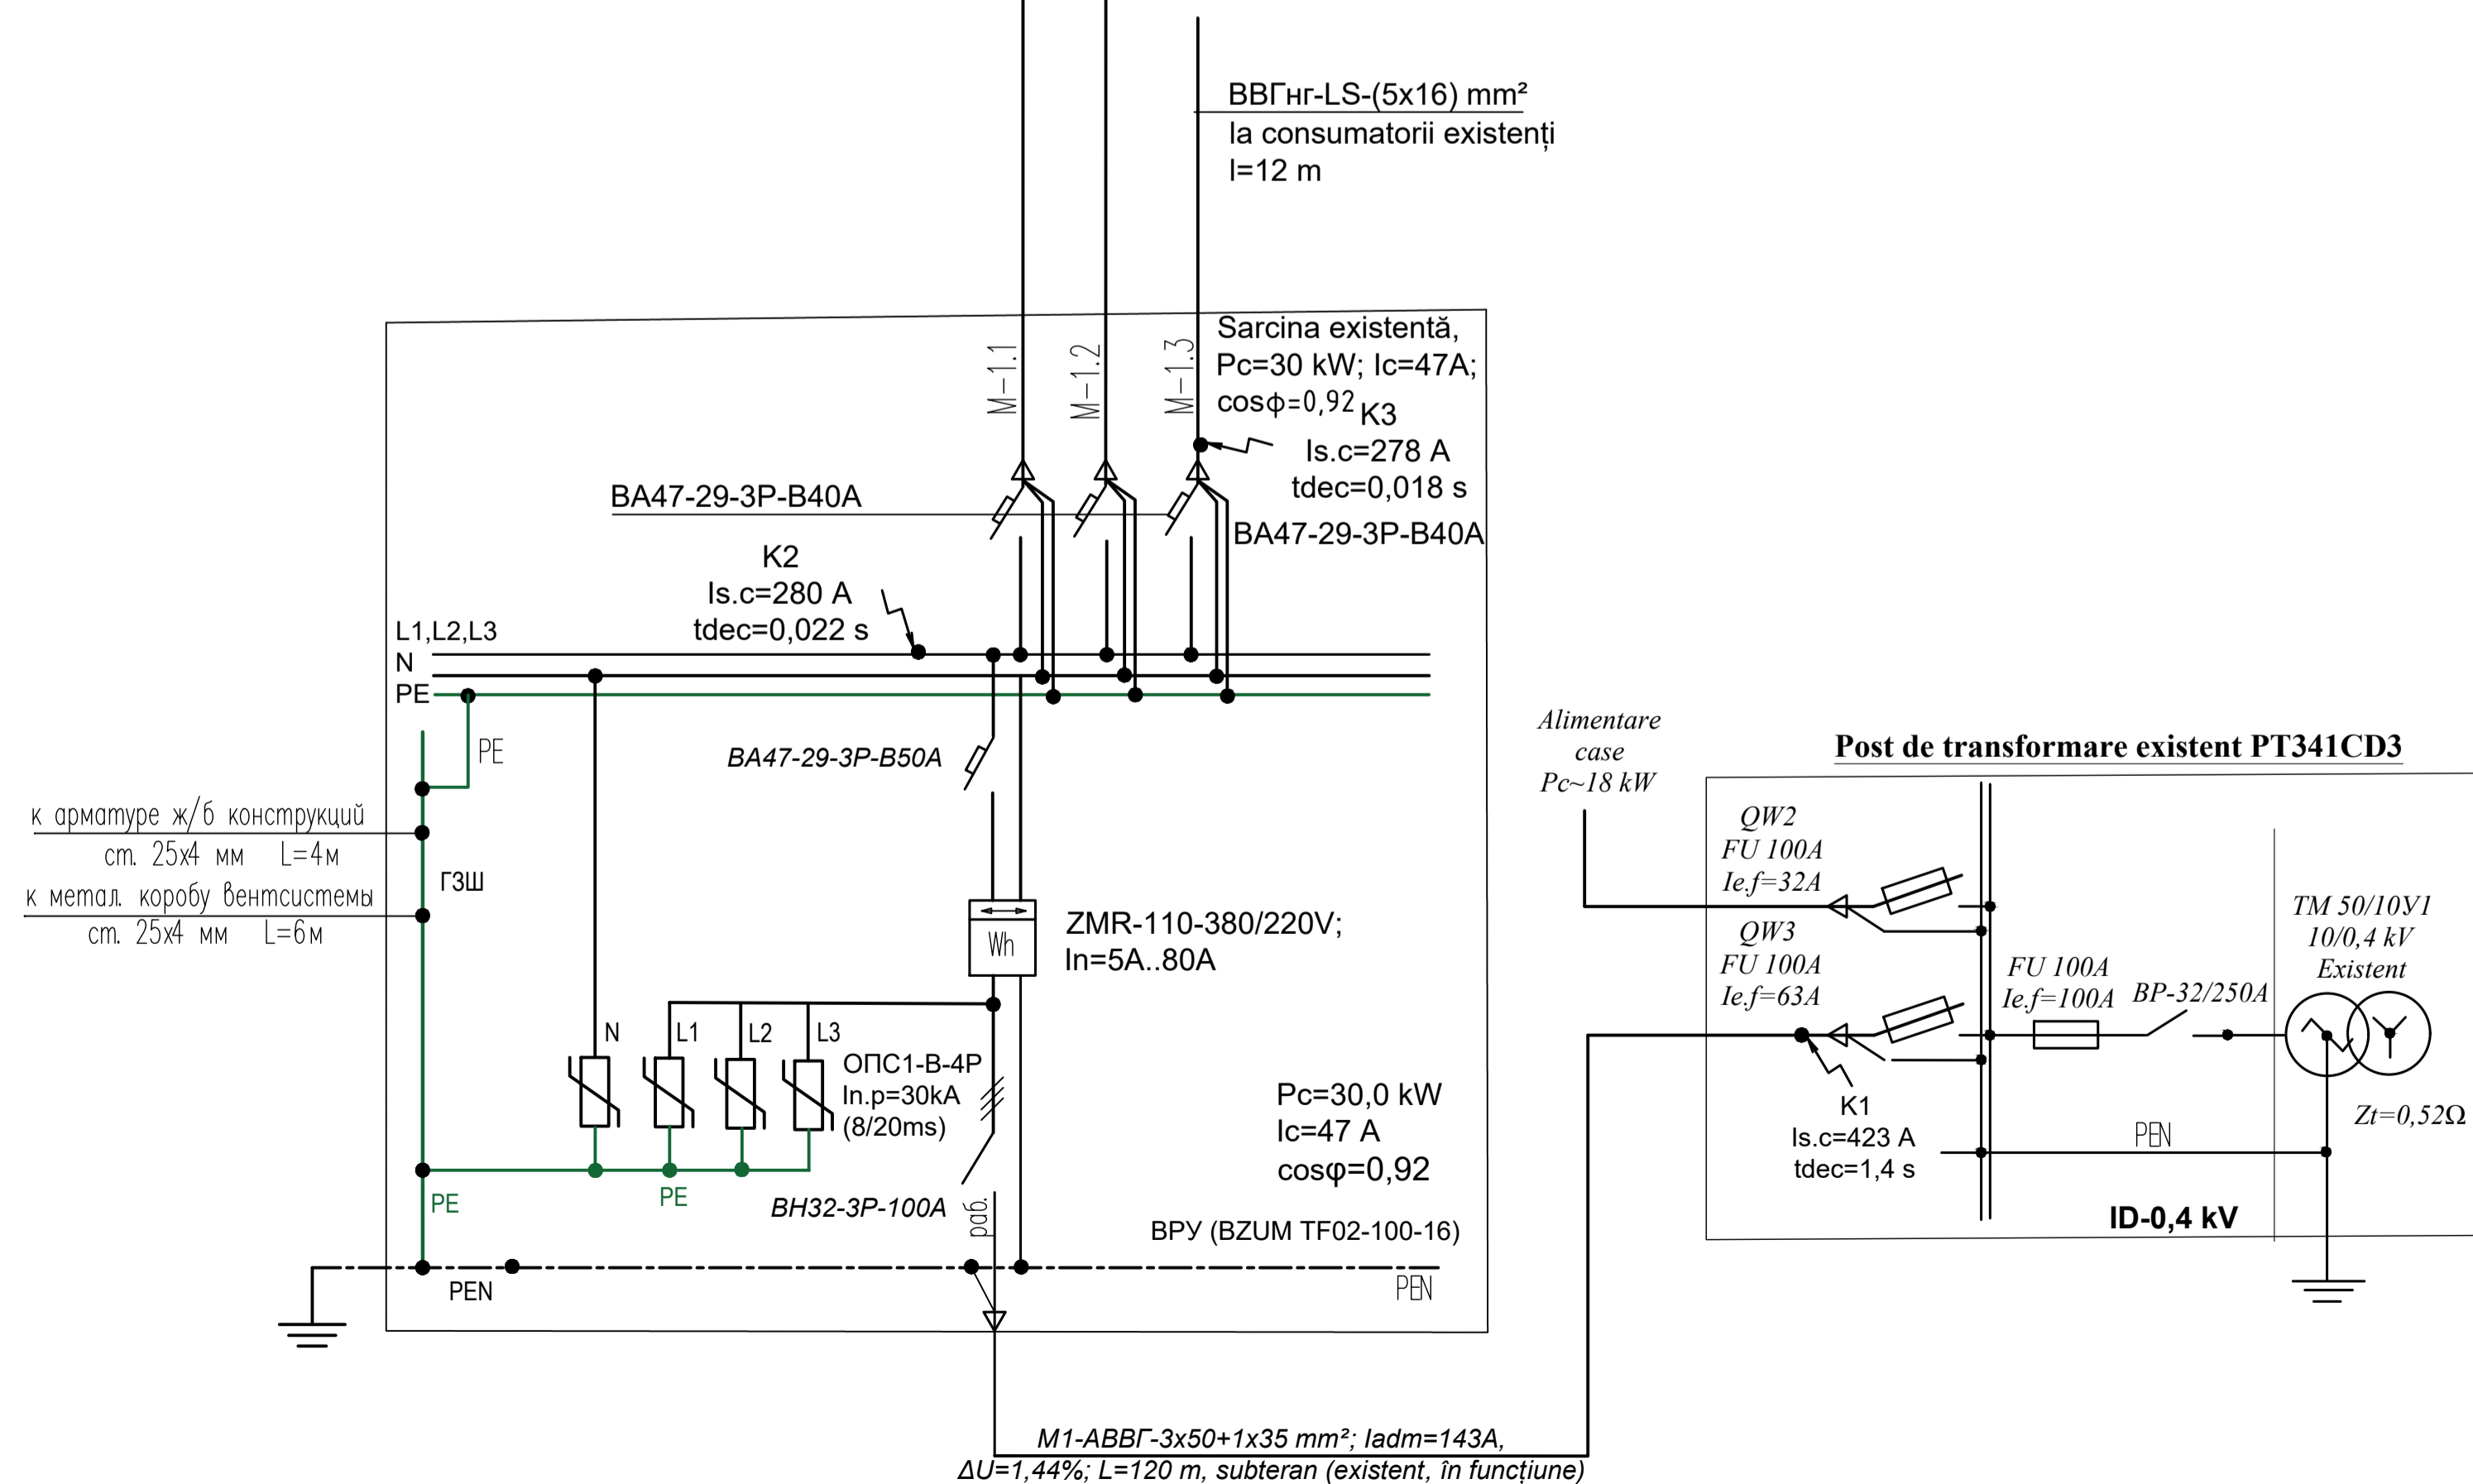 ВВГнг-LS-(5x16) mm²
la consumatorii existenți
l=12 m
M-1.1
M-1.2
M-1.3
Sarcina existentă,
Pc=30 kW; Ic=47A;
cosϕ=0,92
K3
Is.c=278 A
tdec=0,018 s
BA47-29-3P-B40A
BA47-29-3P-B40A
K2
Is.c=280 A
tdec=0,022 s
L1,L2,L3
N
PE
PE
BA47-29-3P-B50A
к арматуре ж/б конструкций
ст. 25х4 мм L=4м
ГЗШ
к метал. коробу вентсистемы
ст. 25х4 мм L=6м
Wh
ZMR-110-380/220V;
In=5A..80A
N
L1
L2
L3
ОПС1-В-4Р
In.p=30kA
(8/20ms)
Pc=30,0 kW
Ic=47 A
cosφ=0,92
PE
PE
BH32-3P-100A
раб.
ВРУ (BZUM TF02-100-16)
PEN
PEN
M1-АВВГ-3x50+1x35 mm²; Iadm=143A,
ΔU=1,44%; L=120 m, subteran (existent, în funcțiune)
Alimentare
case
Pc~18 kW
Post de transformare existent PT341CD3
QW2
FU 100A
Ie.f=32A
QW3
FU 100A
Ie.f=63A
FU 100A
Ie.f=100A
BP-32/250A
TM 50/10У1
10/0,4 kV
Existent
Zt=0,52Ω
K1
Is.c=423 A
tdec=1,4 s
PEN
ID-0,4 kV